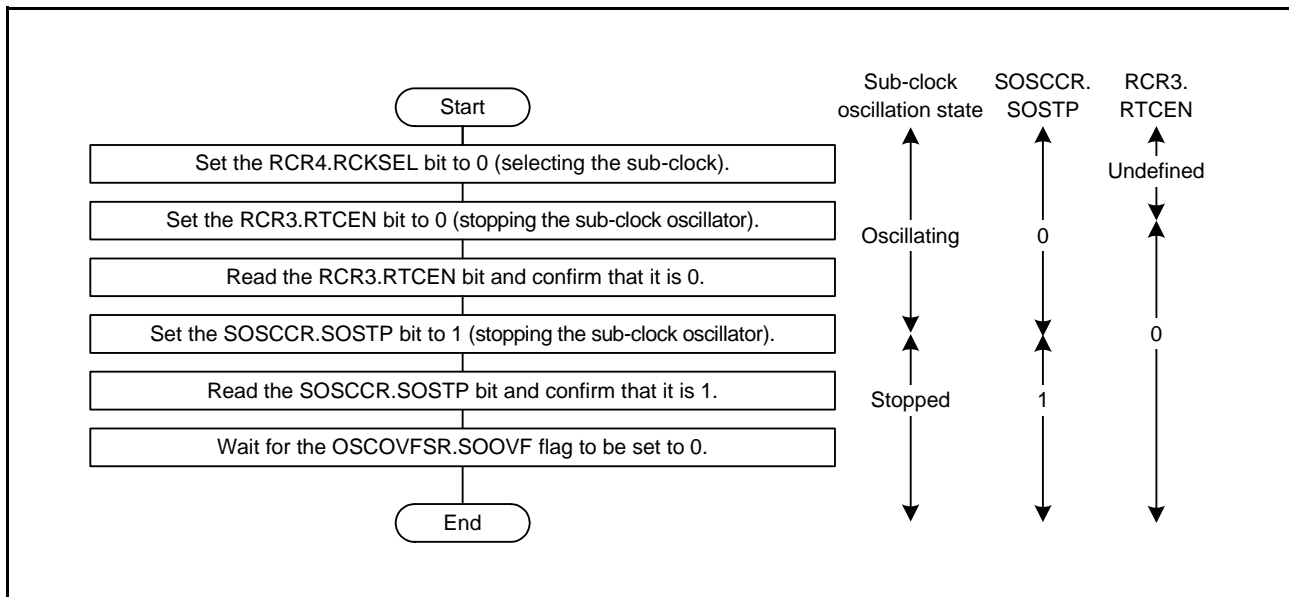 Start
Set the RCR4.RCKSEL bit to 0 (selecting the sub-clock).
Set the RCR3.RTCEN bit to 0 (stopping the sub-clock oscillator).
Read the RCR3.RTCEN bit and confirm that it is 0.
Set the SOSCCR.SOSTP bit to 1 (stopping the sub-clock oscillator).
Read the SOSCCR.SOSTP bit and confirm that it is 1.
Wait for the OSCOVFSR.SOOVF flag to be set to 0.
End
Sub-clock
oscillation state
Oscillating
Stopped
SOSCCR.
SOSTP
0
1
RCR3.
RTCEN
Undefined
0